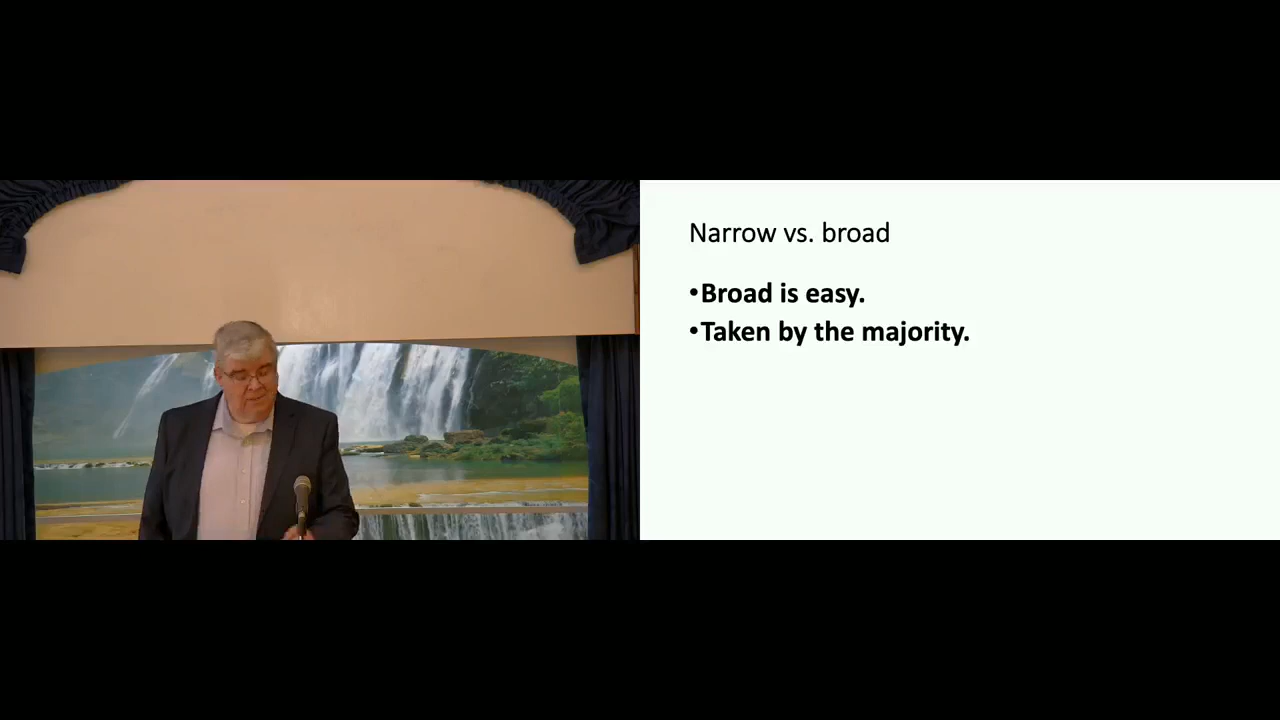 Narrow vs. broad
•Broad is easy.
•Taken by the majority.